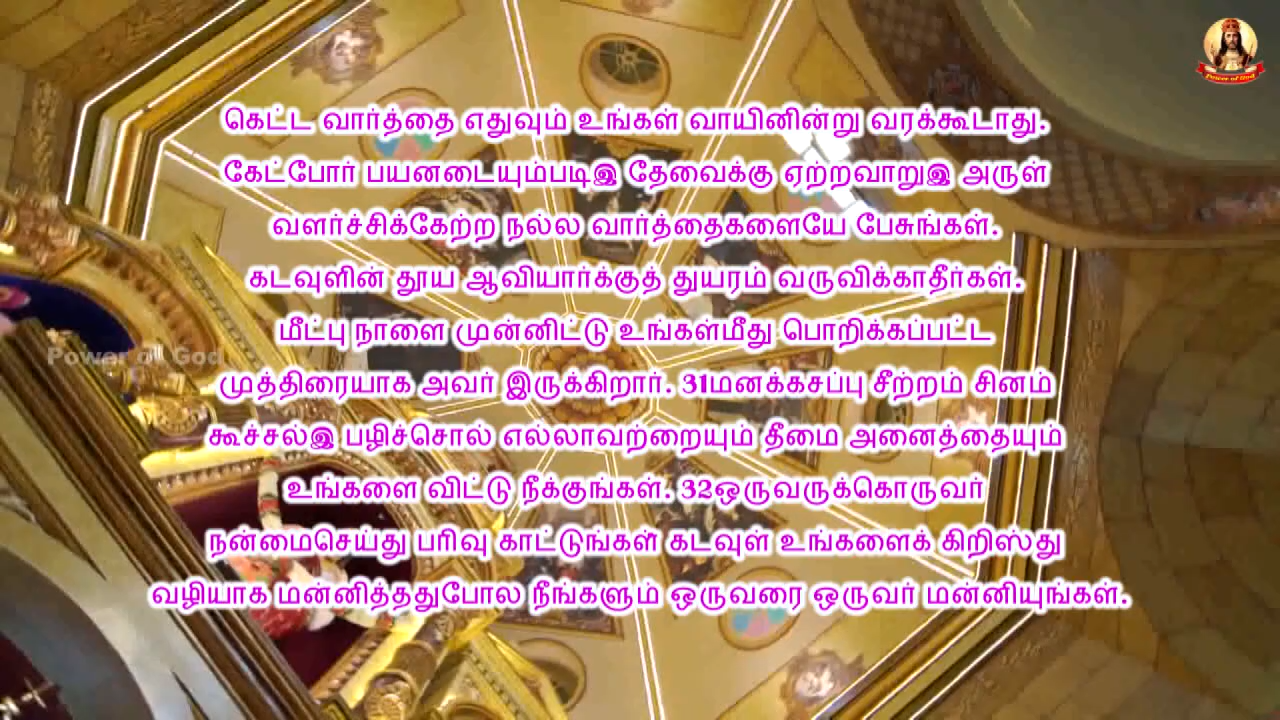 கெட்ட வார்த்தை எதுவும் உங்கள் வாயினின்று வரக்கூடாது.
கேட்போர் பயனடையும்படிஇ தேவைக்கு ஏற்றவாறுஇ அருள்
வளர்ச்சிக்கேற்ற நல்ல வார்த்தைகளையே பேசுங்கள்.
கடவுளின் தூய ஆவியார்க்குத் துயரம் வருவிக்காதீர்கள்.
மீட்பு நாளை முன்னிட்டு உங்கள்மீது பொறிக்கப்பட்ட
முத்திரையாக அவர் இருக்கிறார். 31மனக்கசப்பு சீற்றம் சினம்
கூச்சல்இ பழிச்சொல் எல்லாவற்றையும் தீமை அனைத்தையும்
உங்களை விட்டு நீக்குங்கள். 32ஒருவருக்கொருவர்
நன்மைசெய்து பரிவு காட்டுங்கள் கடவுள் உங்களைக் கிறிஸ்து
வழியாக மன்னித்ததுபோல நீங்களும் ஒருவரை ஒருவர் மன்னியுங்கள்.
Power of God
Power of God